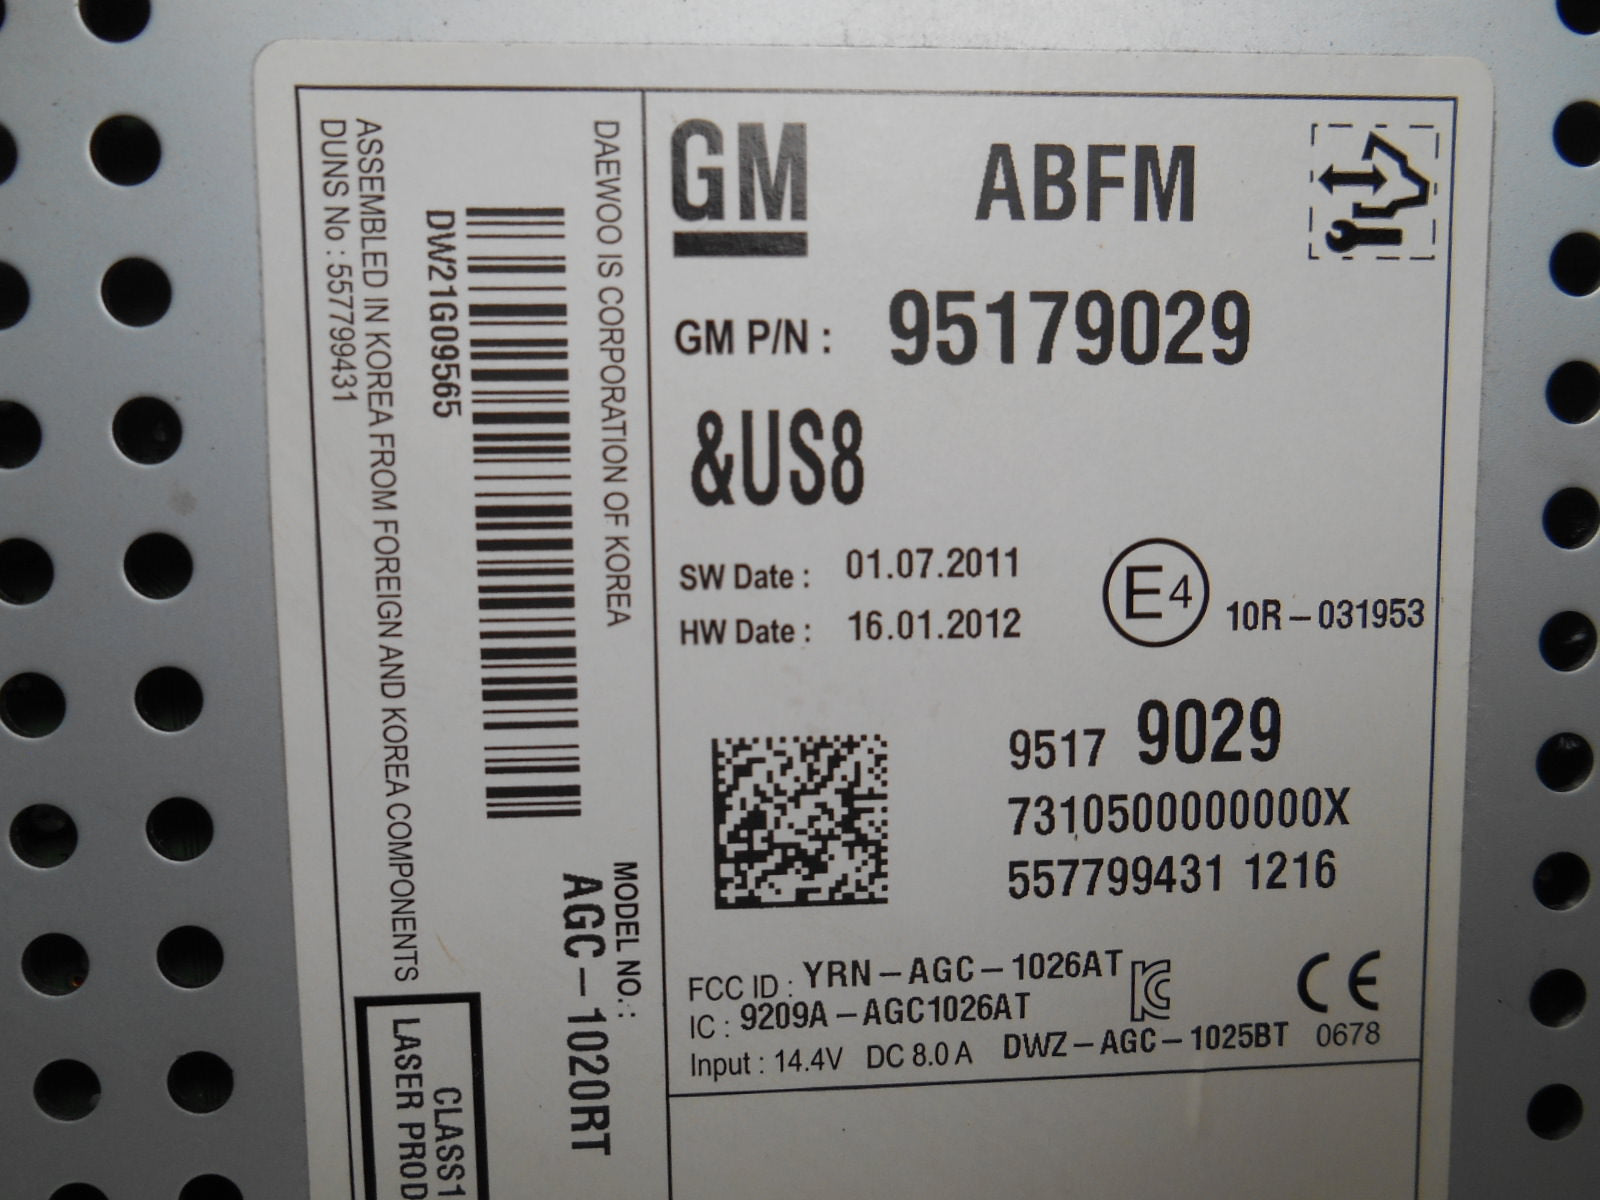 GM
ABFM
GM P/N : 95179029
&US8
SW Date : 01.07.2011
HW Date : 16.01.2012
E4 10R-031953
9517 9029
7310500000000X
557799431 1216
FCC ID : YRN-AGC-1026AT
IC : 9209A-AGC1026AT
Input : 14.4V DC 8.0 A DWZ-AGC-1025BT 0678
CE
DAEWOO IS CORPORATION OF KOREA
DW21G09565
ASSEMBLED IN KOREA FROM FOREIGN AND KOREA COMPONENTS
DUNS No : 557799431
MODEL NO. :
AGC-1020RT
CLASS1
LASER PROD